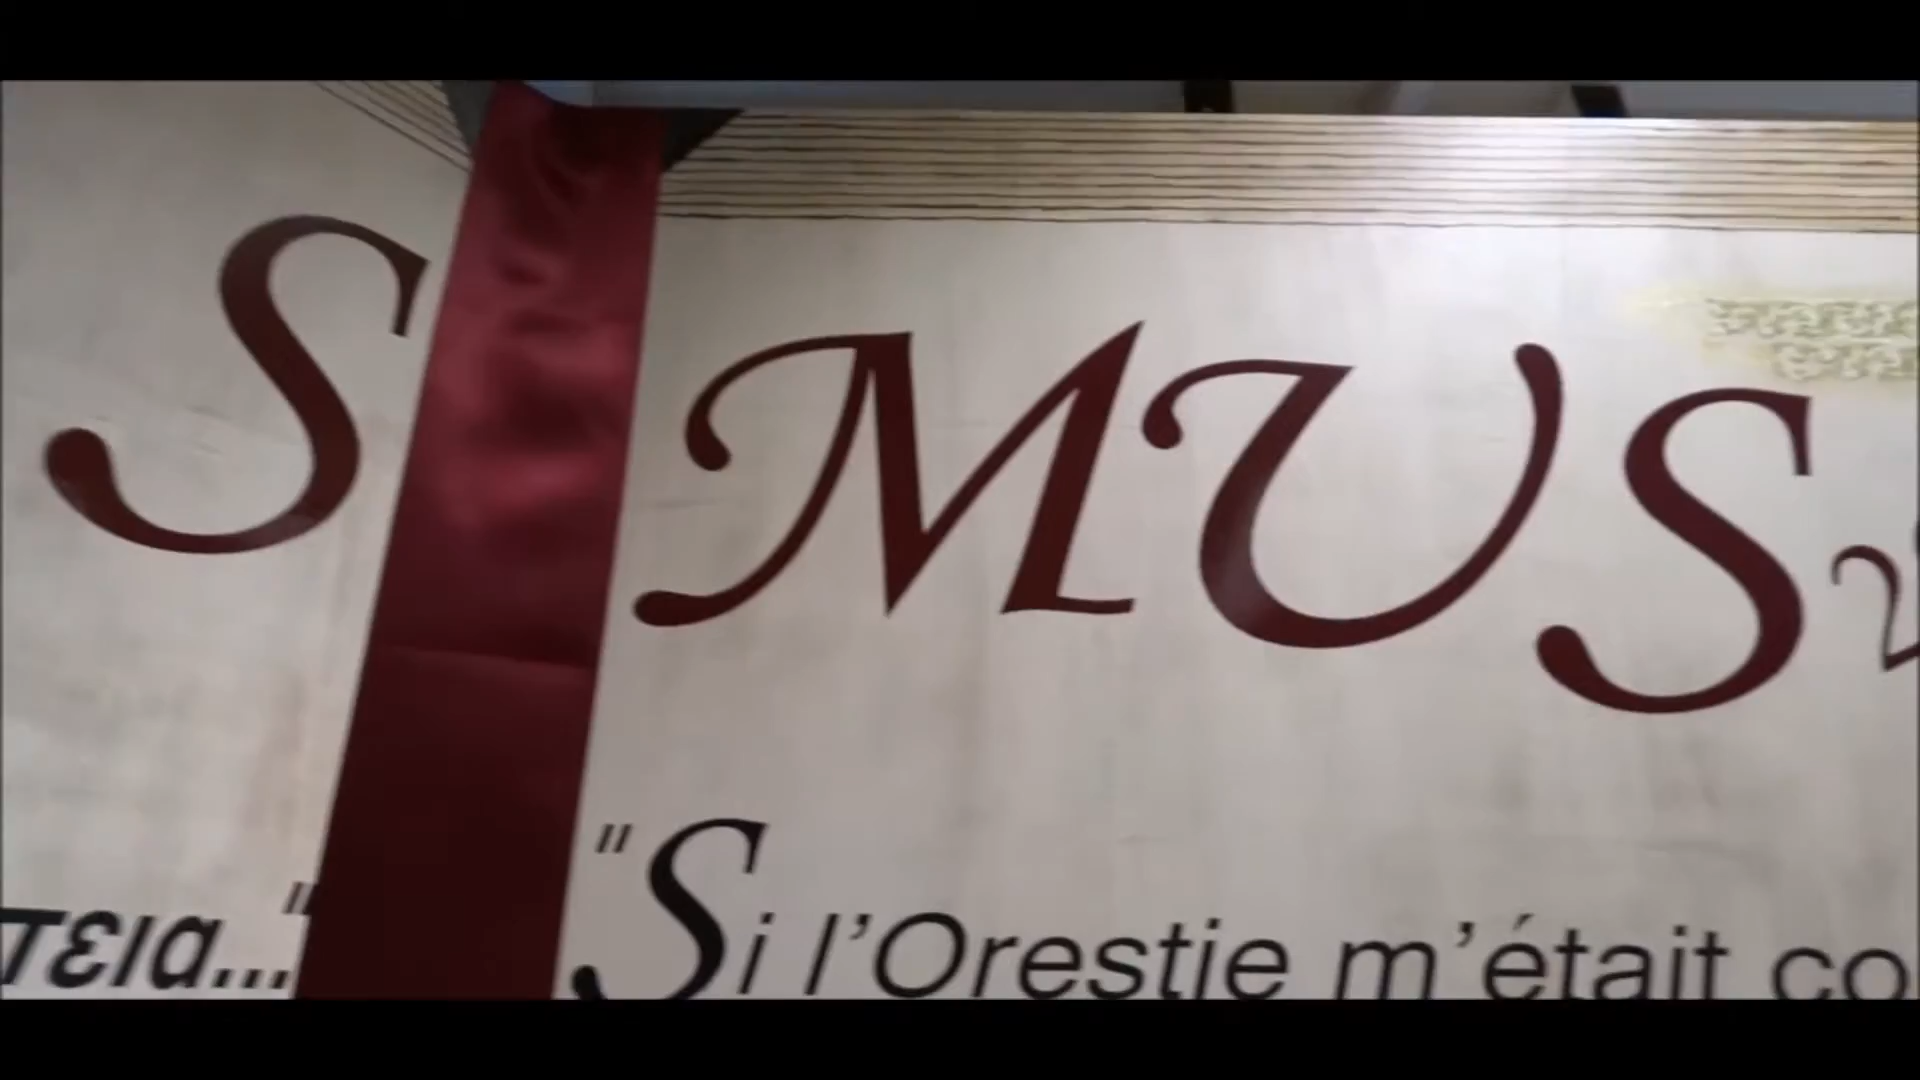 S MUS
τεια..." "Si l'Orestie m'était co